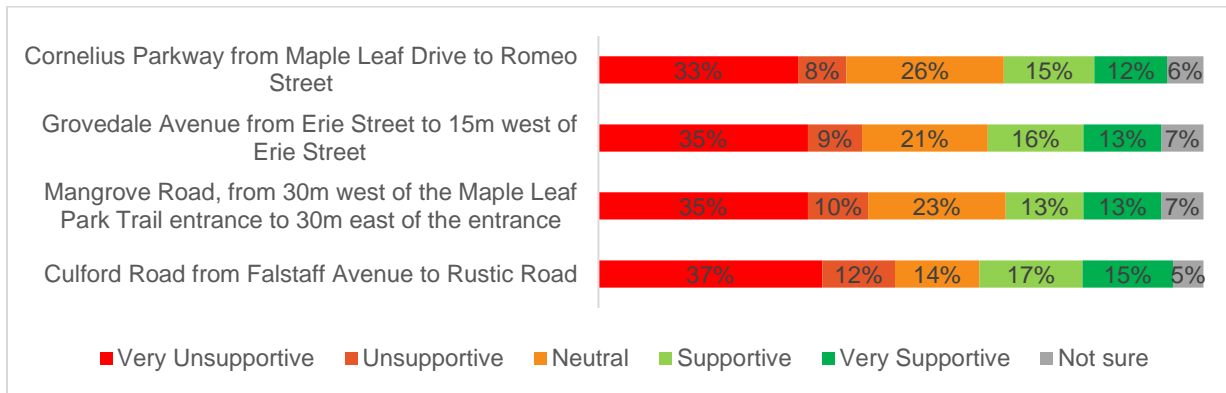 Cornelius Parkway from Maple Leaf Drive to Romeo
Street
33% 8% 26% 15% 12% 6%
Grovedale Avenue from Erie Street to 15m west of
Erie Street
35% 9% 21% 16% 13% 7%
Mangrove Road, from 30m west of the Maple Leaf
Park Trail entrance to 30m east of the entrance
35% 10% 23% 13% 13% 7%
Culford Road from Falstaff Avenue to Rustic Road
37% 12% 14% 17% 15% 5%
Very Unsupportive Unsupportive Neutral Supportive Very Supportive Not sure